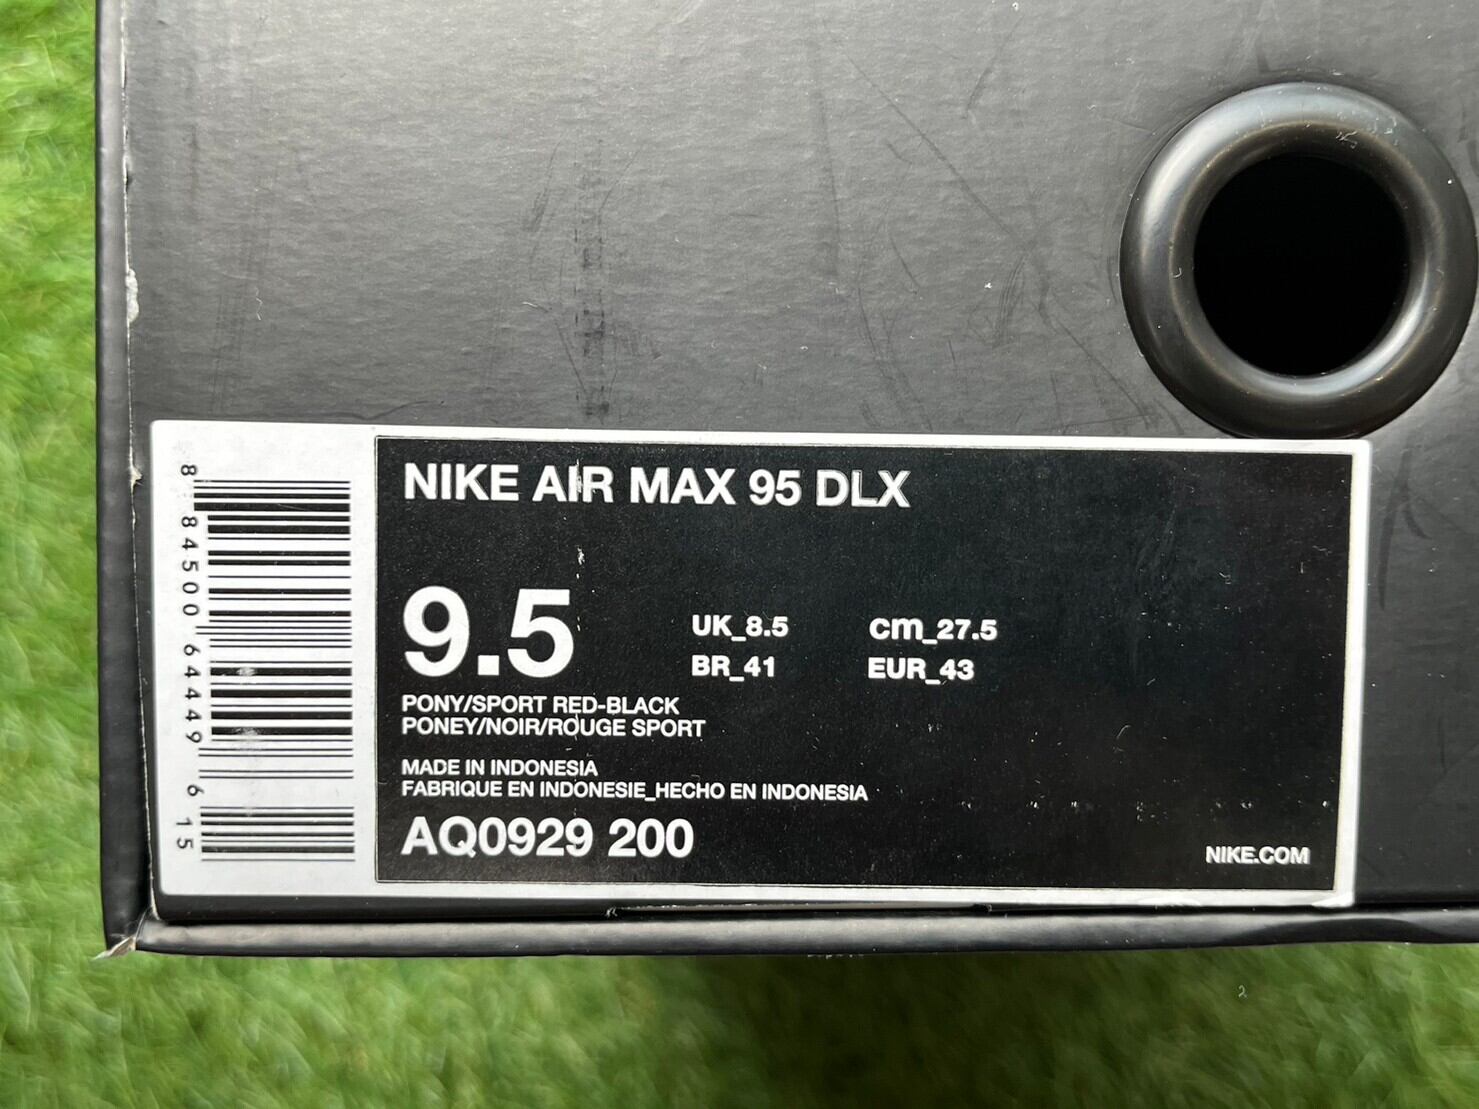 NIKE AIR MAX 95 DLX
9.5
UK_8.5 cm_27.5
BR_41 EUR_43
PONY/SPORT RED-BLACK
PONEY/NOIR/ROUGE SPORT
MADE IN INDONESIA
FABRIQUE EN INDONESIE_HECHO EN INDONESIA
AQ0929 200
NIKE.COM
8 84500 64449 6 15